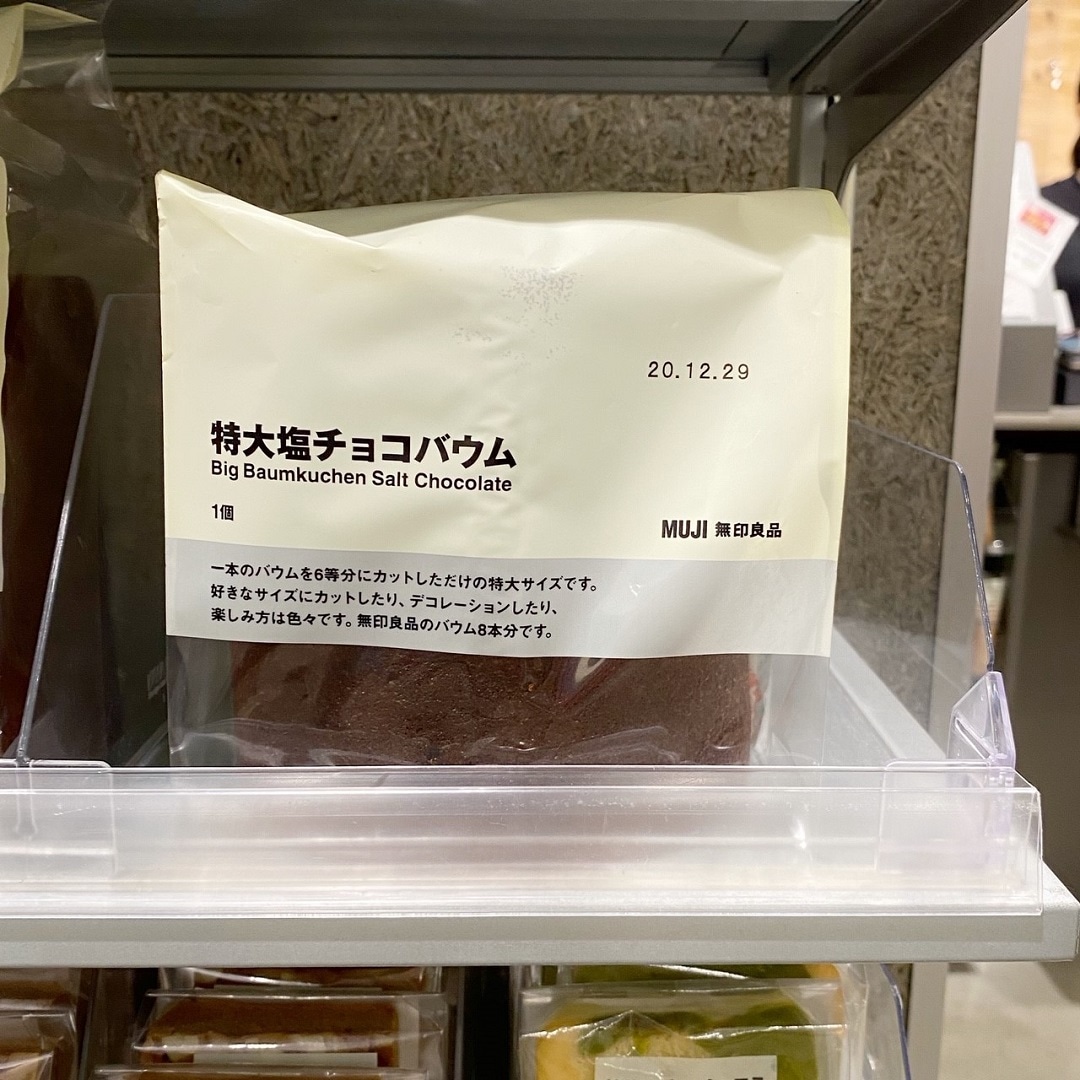 20.12.29
特大塩チョコバウム
Big Baumkuchen Salt Chocolate
1個
MUJI 無印良品
一本のバウムを6等分にカットしただけの特大サイズです。
好きなサイズにカットしたり、デコレーションしたり、
楽しみ方は色々です。無印良品のバウム8本分です。